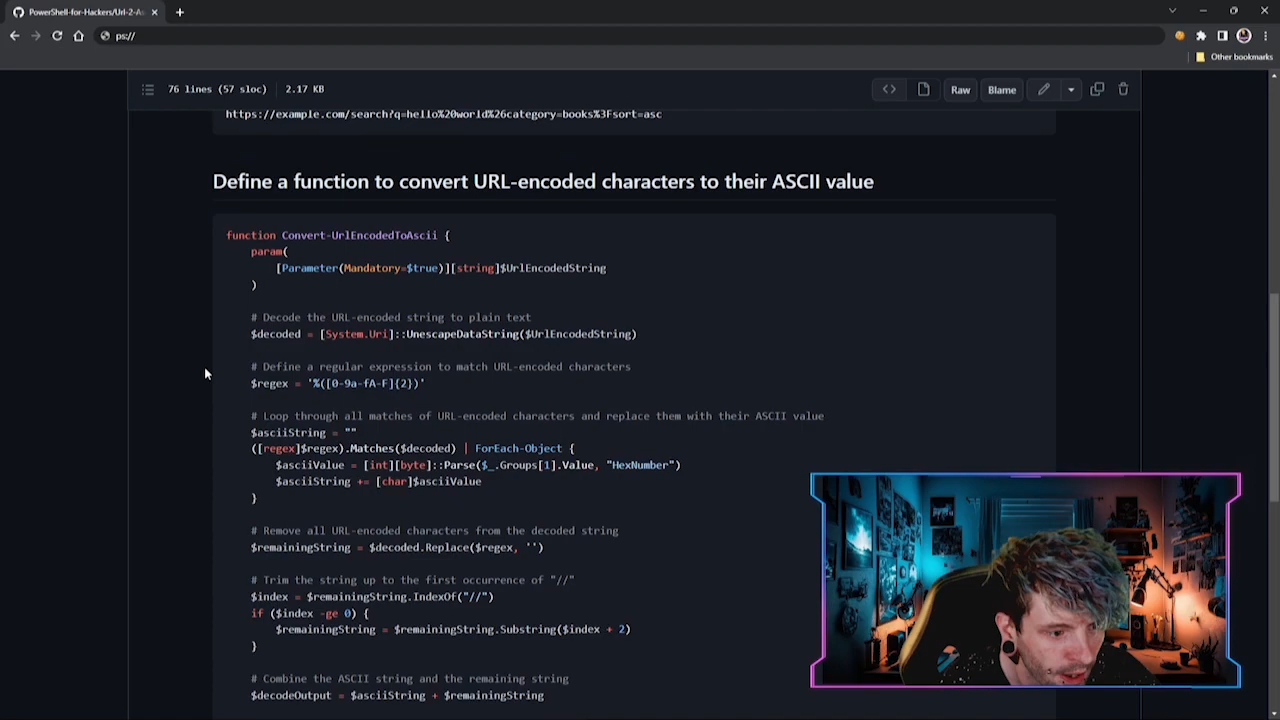 PowerShell-for-Hackers/Url-2-As
ps://
Other bookmarks
76 lines (57 sloc) 2.17 KB
Raw
Blame
https://example.com/search?q=hello%20world%26category=books%3Fsort=asc
Define a function to convert URL-encoded characters to their ASCII value
function Convert-UrlEncodedToAscii {
param(
[Parameter(Mandatory=$true)][string]$UrlEncodedString
)
# Decode the URL-encoded string to plain text
$decoded = [System.Uri]::UnescapeDataString($UrlEncodedString)
# Define a regular expression to match URL-encoded characters
$regex = '%([0-9a-fA-F]{2})'
# Loop through all matches of URL-encoded characters and replace them with their ASCII value
$asciiString = ""
([regex]$regex).Matches($decoded) | ForEach-Object {
$asciiValue = [int][byte]::Parse($_.Groups[1].Value, "HexNumber")
$asciiString += [char]$asciiValue
}
# Remove all URL-encoded characters from the decoded string
$remainingString = $decoded.Replace($regex, '')
# Trim the string up to the first occurrence of "//"
$index = $remainingString.IndexOf("//")
if ($index -ge 0) {
$remainingString = $remainingString.Substring($index + 2)
}
# Combine the ASCII string and the remaining string
$decodeOutput = $asciiString + $remainingString